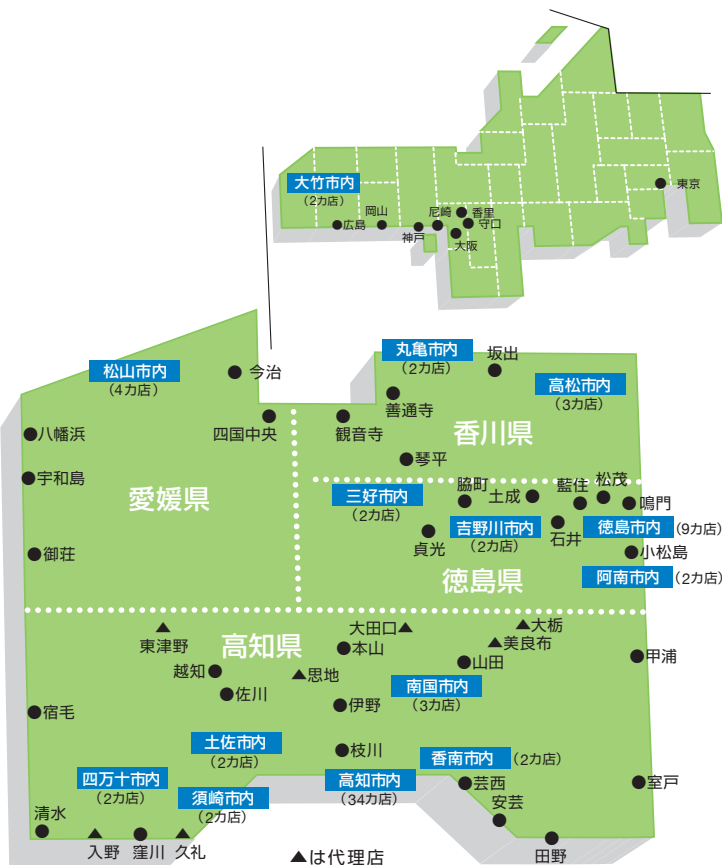 東京
大竹市内
(2カ店)
岡山
広島
尼崎
香里
守口
神戸
大阪
松山市内
(4カ店)
今治
丸亀市内
(2カ店)
坂出
高松市内
(3カ店)
善通寺
八幡浜
四国中央
観音寺
香川県
琴平
宇和島
愛媛県
三好市内
(2カ店)
脇町
土成
藍住
松茂
鳴門
貞光
吉野川市内
(2カ店)
石井
徳島市内(9カ店)
小松島
御荘
徳島県
阿南市内(2カ店)
東津野
高知県
大田口
本山
大栃
美良布
甲浦
越知
思地
山田
佐川
南国市内
(3カ店)
宿毛
伊野
土佐市内
(2カ店)
枝川
香南市内(2カ店)
四万十市内
(2カ店)
須崎市内
(2カ店)
高知市内
(34カ店)
芸西
室戸
安芸
清水
入野
窪川
久礼
田野
▲は代理店